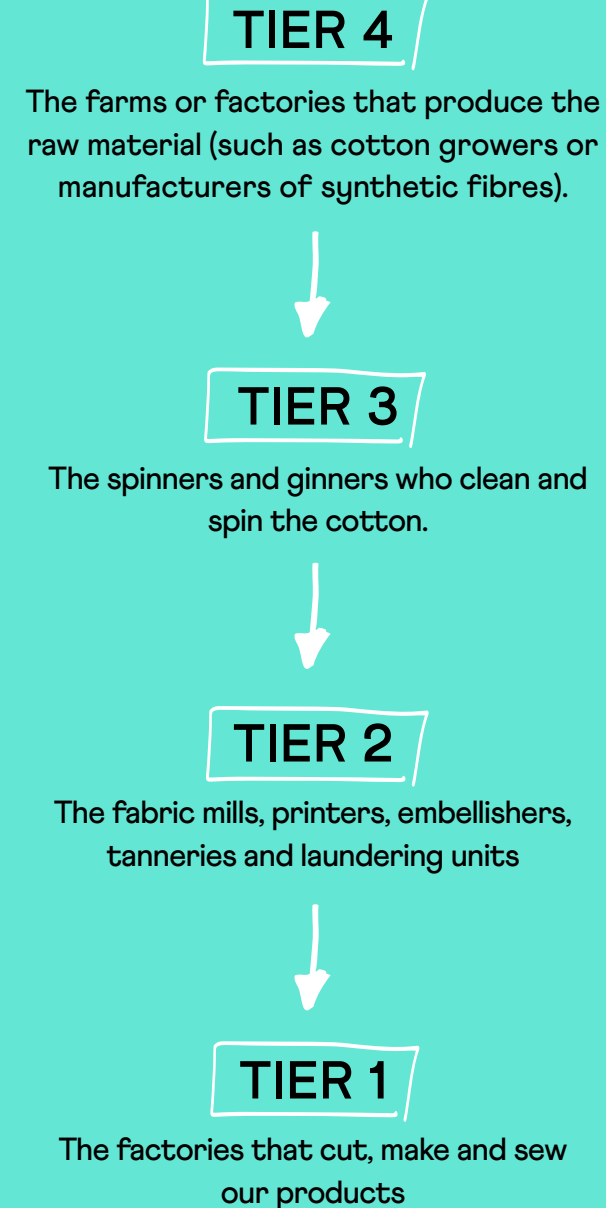 TIER 4
The farms or factories that produce the
raw material (such as cotton growers or
manufacturers of synthetic fibres).
TIER 3
The spinners and ginners who clean and
spin the cotton.
TIER 2
The fabric mills, printers, embellishers,
tanneries and laundering units
TIER 1
The factories that cut, make and sew
our products